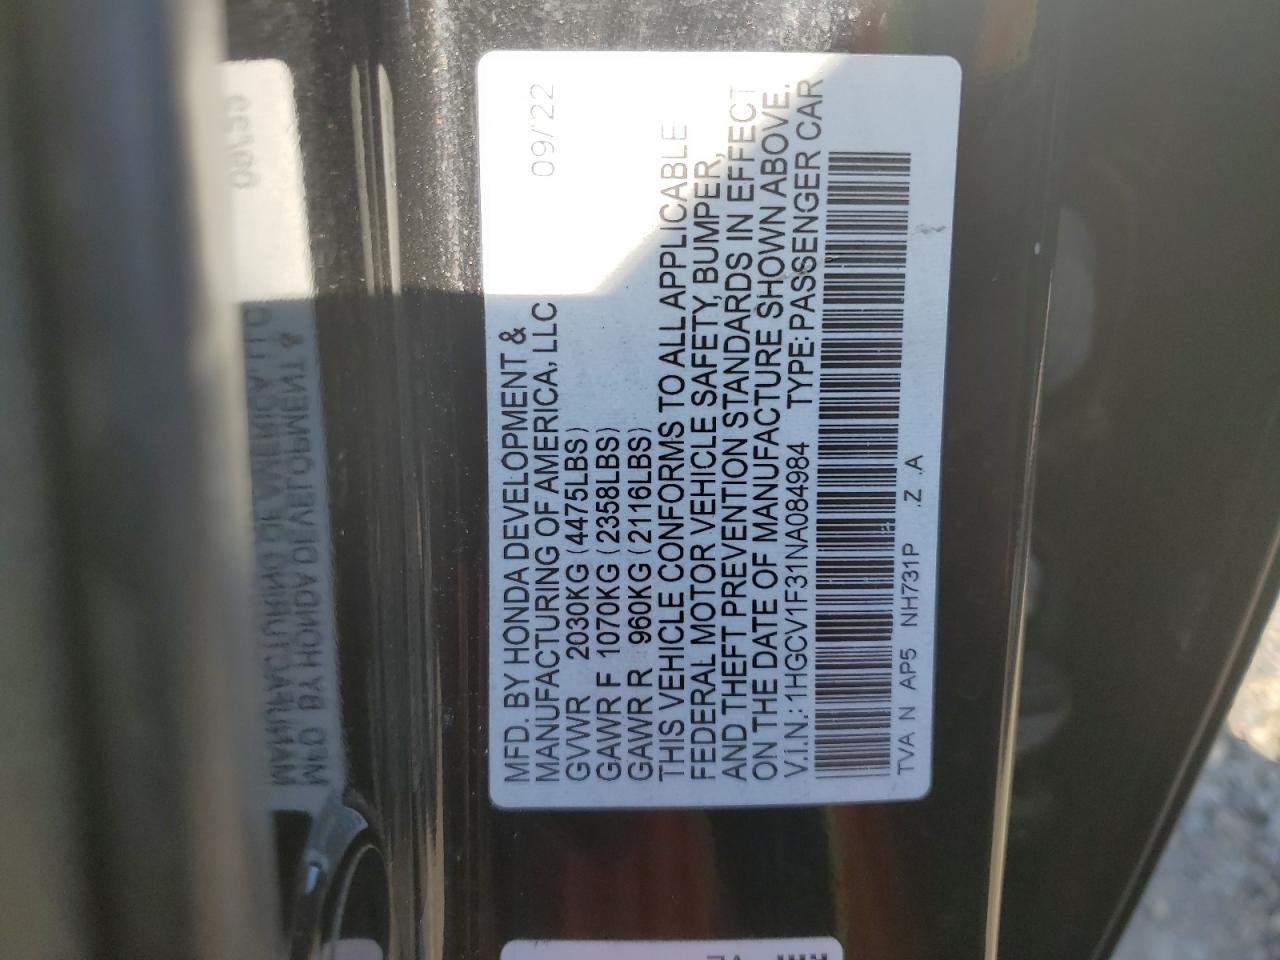 MFD. BY HONDA DEVELOPMENT &
MANUFACTURING OF AMERICA, LLC 09/22
GVWR 2030KG (4475LBS)
GAWR F 1070KG (2358LBS)
GAWR R 960KG (2116LBS)
THIS VEHICLE CONFORMS TO ALL APPLICABLE
FEDERAL MOTOR VEHICLE SAFETY, BUMPER,
AND THEFT PREVENTION STANDARDS IN EFFECT
ON THE DATE OF MANUFACTURE SHOWN ABOVE.
V.I.N.: 1HGCV1F31NA084984 TYPE: PASSENGER CAR
TVA N AP5 NH731P .Z .A